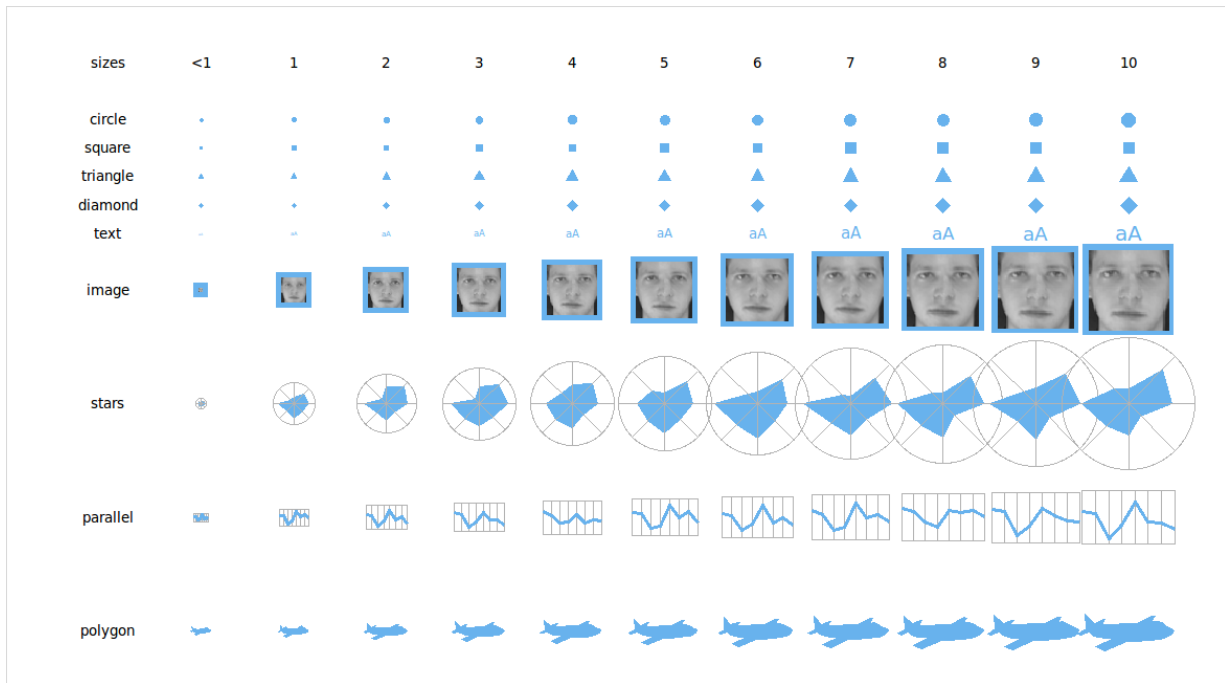 sizes <1 1 2 3 4 5 6 7 8 9 10
circle
square
triangle
diamond
text aA aA aA aA aA aA aA aA aA aA
image
stars
parallel
polygon